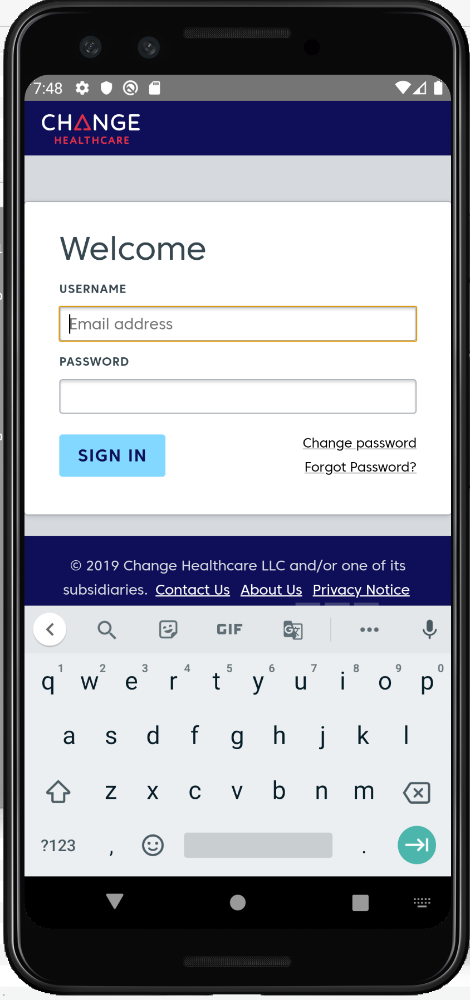 7:48
CHANGE
HEALTHCARE
Welcome
USERNAME
Email address
PASSWORD
SIGN IN
Change password
Forgot Password?
© 2019 Change Healthcare LLC and/or one of its
subsidiaries. Contact Us About Us Privacy Notice
GIF
1 2 3 4 5 6 7 8 9 0
q w e r t y u i o p
a s d f g h j k l
z x c v b n m
?123 , .